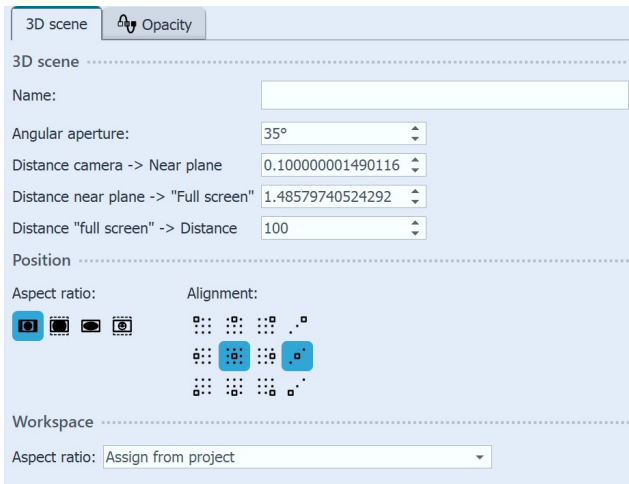 3D scene Opacity
3D scene
Name:
Angular aperture: 35°
Distance camera -> Near plane 0.100000001490116
Distance near plane -> "Full screen" 1.48579740524292
Distance "full screen" -> Distance 100
Position
Aspect ratio: Alignment:
Workspace
Aspect ratio: Assign from project